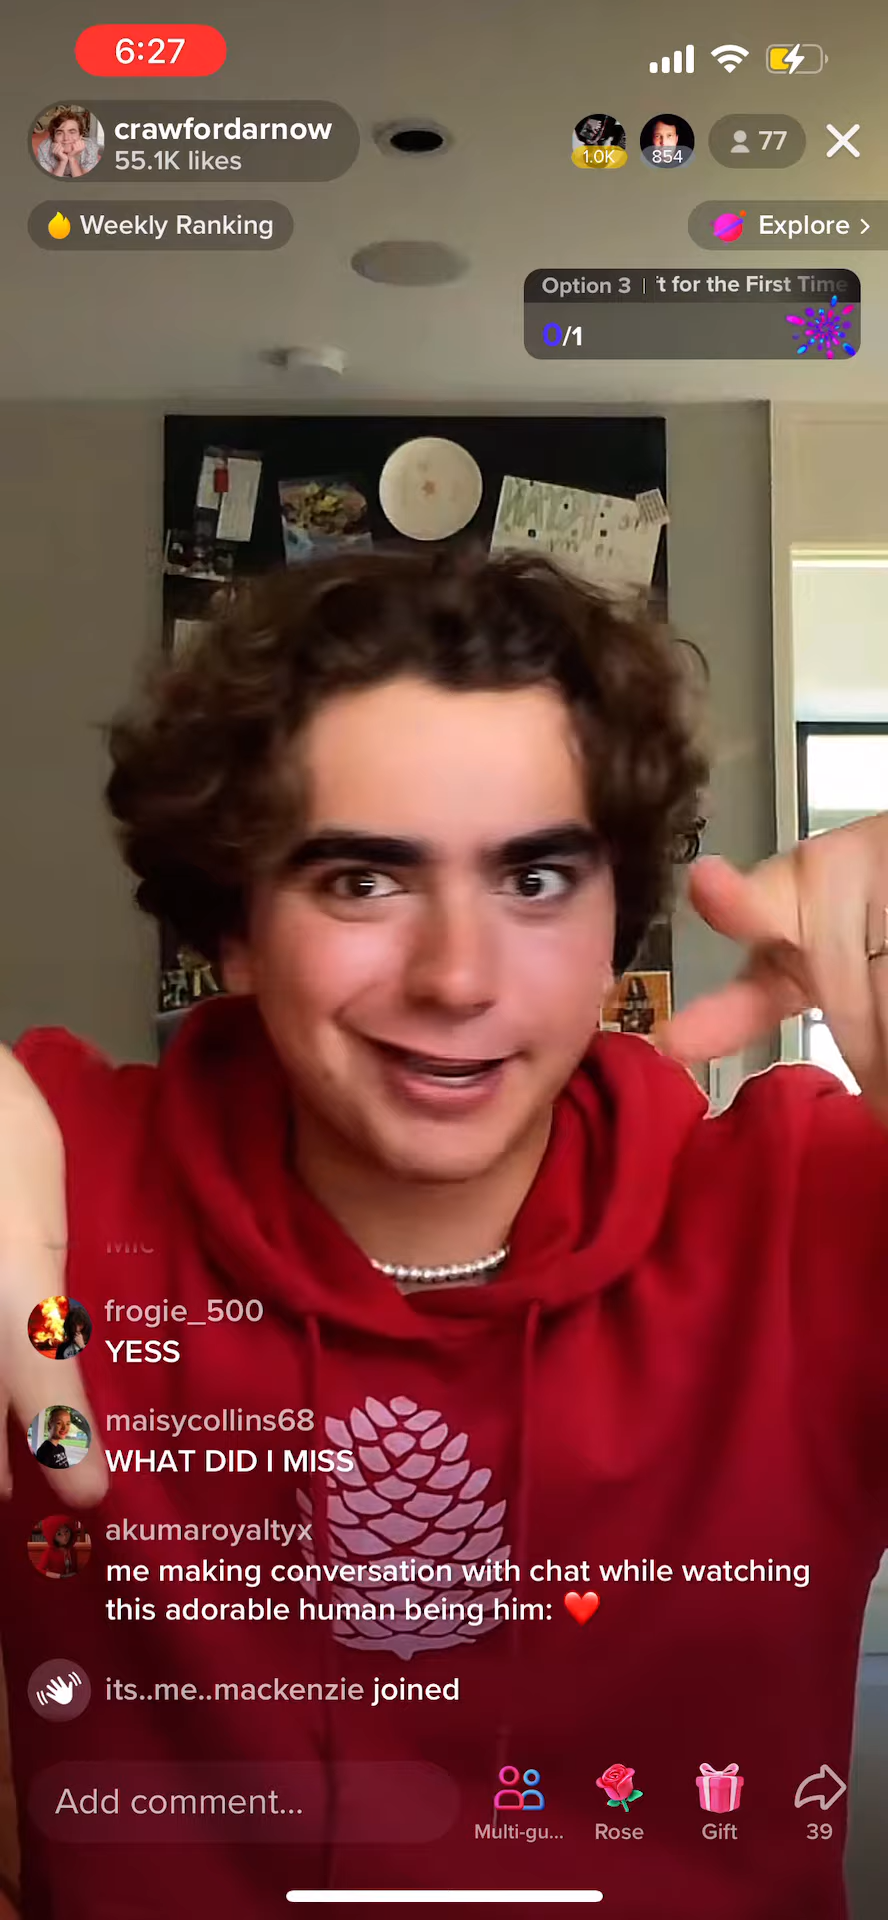 6:27
crawfordarnow
55.1K likes
1.0K
854
77
Weekly Ranking
Explore >
Option 3 | 't for the First Time
0/1
MIC
frogie_500
YESS
maisycollins68
WHAT DID I MISS
akumaroyaltyx
me making conversation with chat while watching
this adorable human being him: ❤️
its..me..mackenzie joined
Add comment...
Multi-gu...
Rose
Gift
39